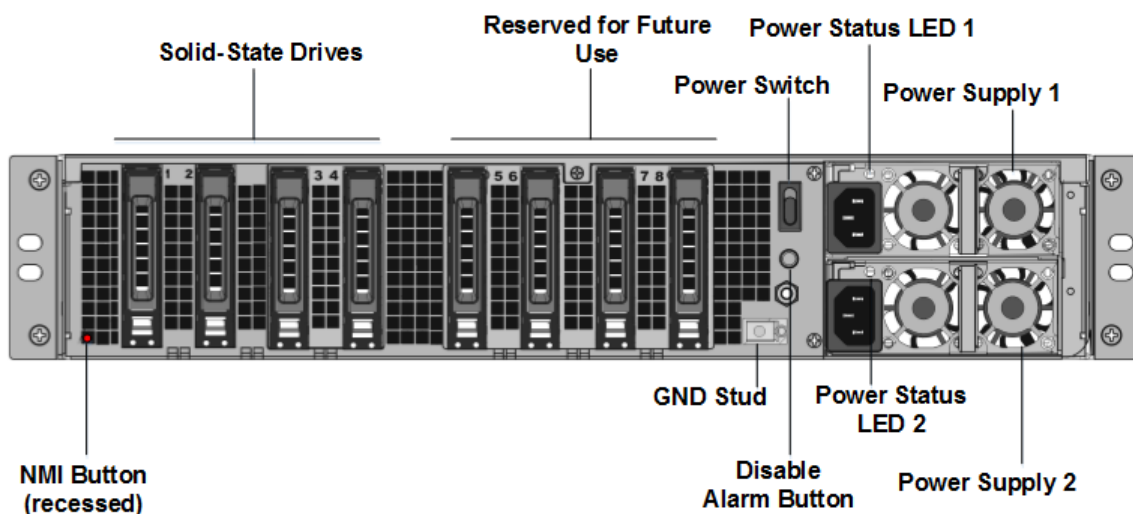 Reserved for Future
Use
Power Status LED 1
Solid-State Drives
Power Switch
Power Supply 1
1 2 3 4 5 6 7 8
GND Stud
Power Status
LED 2
NMI Button
(recessed)
Disable
Alarm Button
Power Supply 2